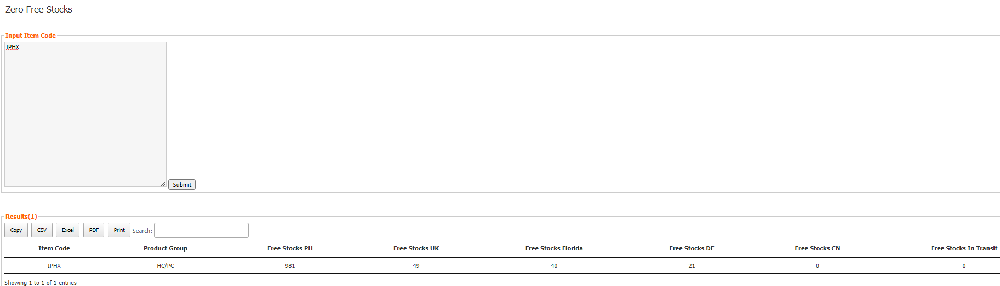 Zero Free Stocks
Input Item Code
IPHX
Submit
Results(1)
Copy CSV Excel PDF Print Search:
Item Code Product Group Free Stocks PH Free Stocks UK Free Stocks Florida Free Stocks DE Free Stocks CN Free Stocks In Transit
IPHX HC/PC 981 49 40 21 0 0
Showing 1 to 1 of 1 entries